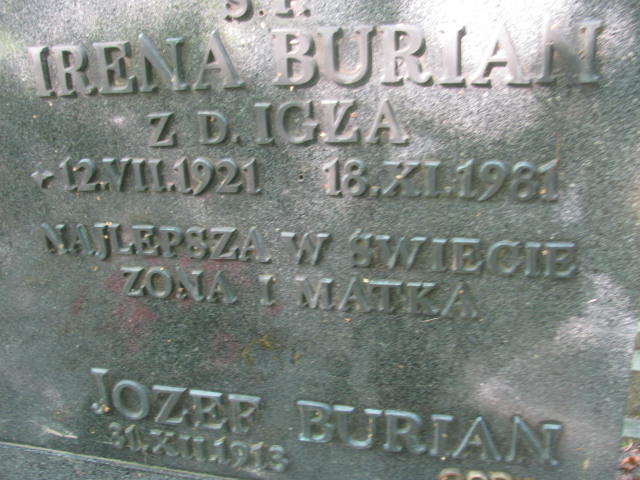 Ś.P.
IRENA BURIAN
Z D. IGŁA
* 12.VII.1921 18.XI.1981
NAJLEPSZA W ŚWIECIE
ŻONA I MATKA
JÓZEF BURIAN
31.XII.1913